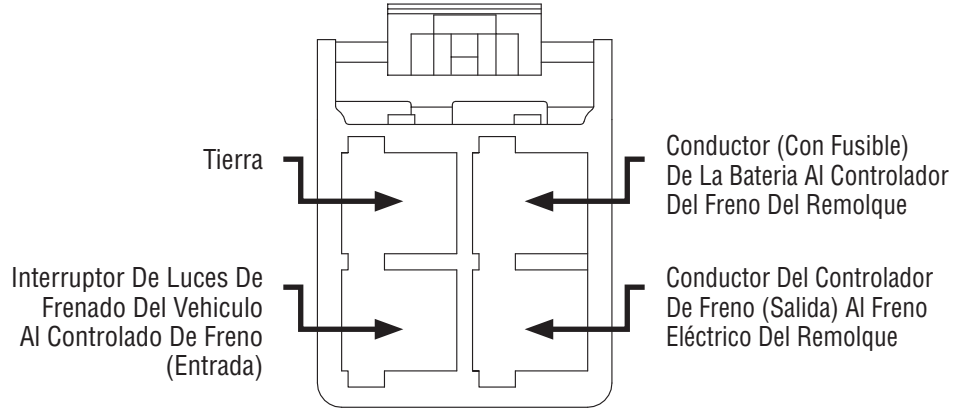 Tierra
Conductor (Con Fusible)
De La Bateria Al Controlador
Del Freno Del Remolque
Interruptor De Luces De
Frenado Del Vehiculo
Al Controlado De Freno
(Entrada)
Conductor Del Controlador
De Freno (Salida) Al Freno
Eléctrico Del Remolque